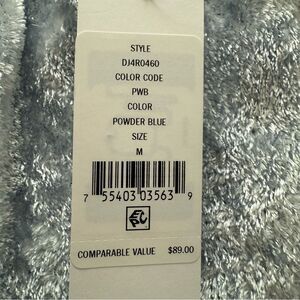 STYLE
DJ4R0460
COLOR CODE
PWB
COLOR
POWDER BLUE
SIZE
M
7 55403 03563 9
COMPARABLE VALUE $89.00